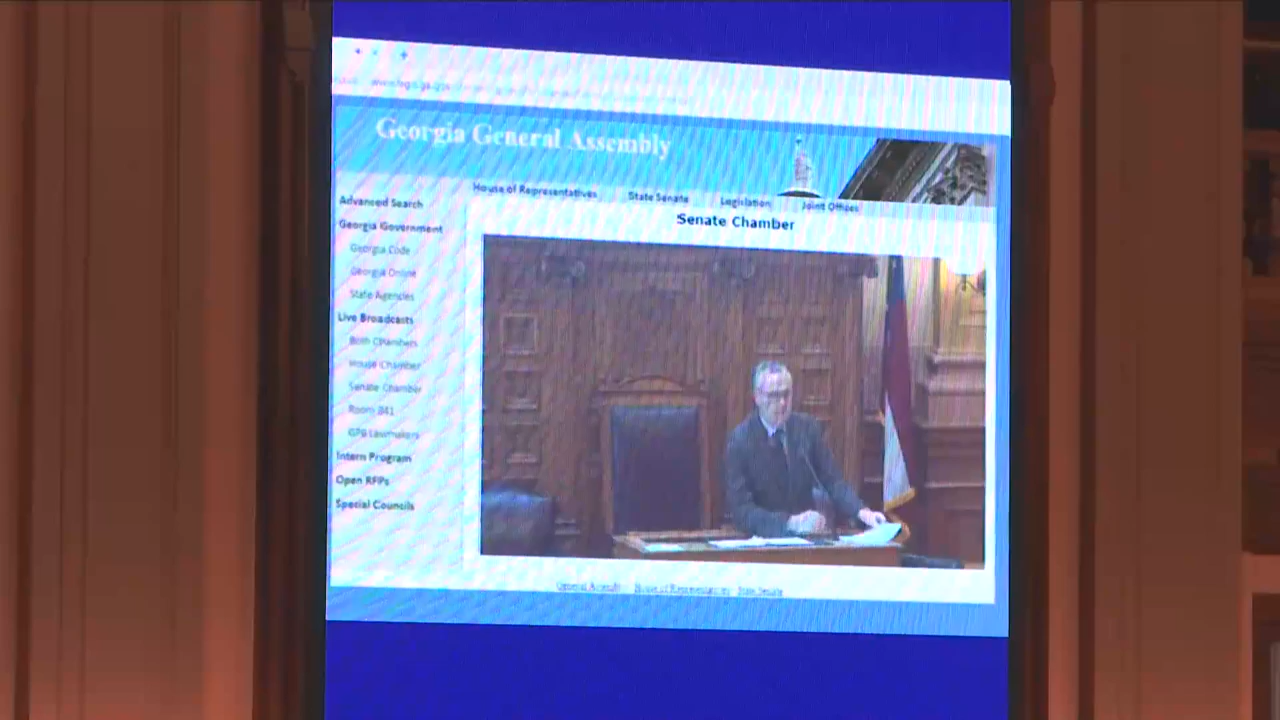 Georgia General Assembly
House of Representatives State Senate Legislation Joint Offices
Advanced Search
Senate Chamber
Georgia Government
Georgia Code
Georgia Online
State Agencies
Live Broadcasts
Both Chambers
House Chamber
Senate Chamber
Room 341
GPB Lawmakers
Intern Program
Open RFPs
Special Councils
General Assembly House of Representatives State Senate